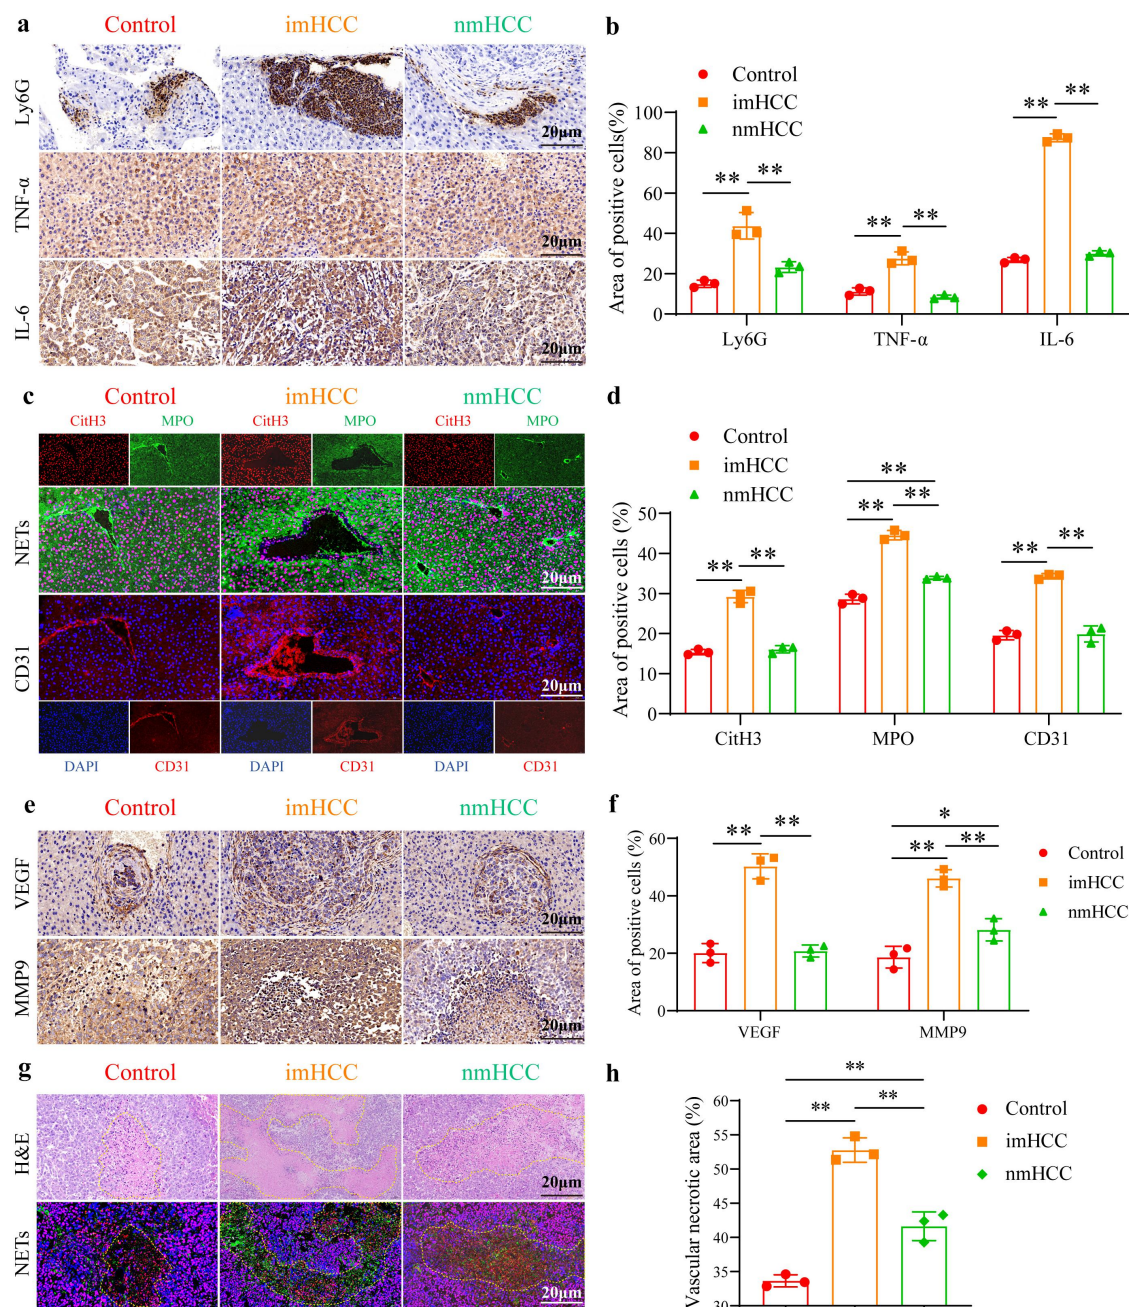 a
Control imHCC nmHCC
Ly6G
20μm
TNF-α
20μm
IL-6
20μm
b
Control
imHCC
nmHCC
Area of positive cells(%)
100
80
60
40
20
0
** ** ** ** ** **
Ly6G TNF-α IL-6
c
Control imHCC nmHCC
CitH3 MPO CitH3 MPO CitH3 MPO
NETs
20μm
CD31
20μm
DAPI CD31 DAPI CD31 DAPI CD31
d
Control
imHCC
nmHCC
Area of positive cells (%)
50
40
30
20
10
0
** ** ** ** ** ** **
CitH3 MPO CD31
e
Control imHCC nmHCC
VEGF
20μm
MMP9
20μm
f
Area of positive cells (%)
60
40
20
0
** ** * ** **
VEGF MMP9
Control
imHCC
nmHCC
g
Control imHCC nmHCC
H&E
20μm
NETs
20μm
h
Vascular necrotic area (%)
60
55
50
45
40
35
30
** ** **
Control
imHCC
nmHCC